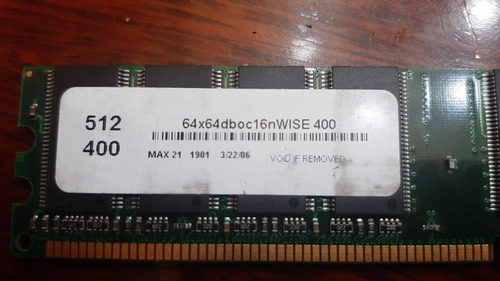 512
400
64x64dboc16nWISE 400
MAX 21 1901 3/22/06 VOID IF REMOVED